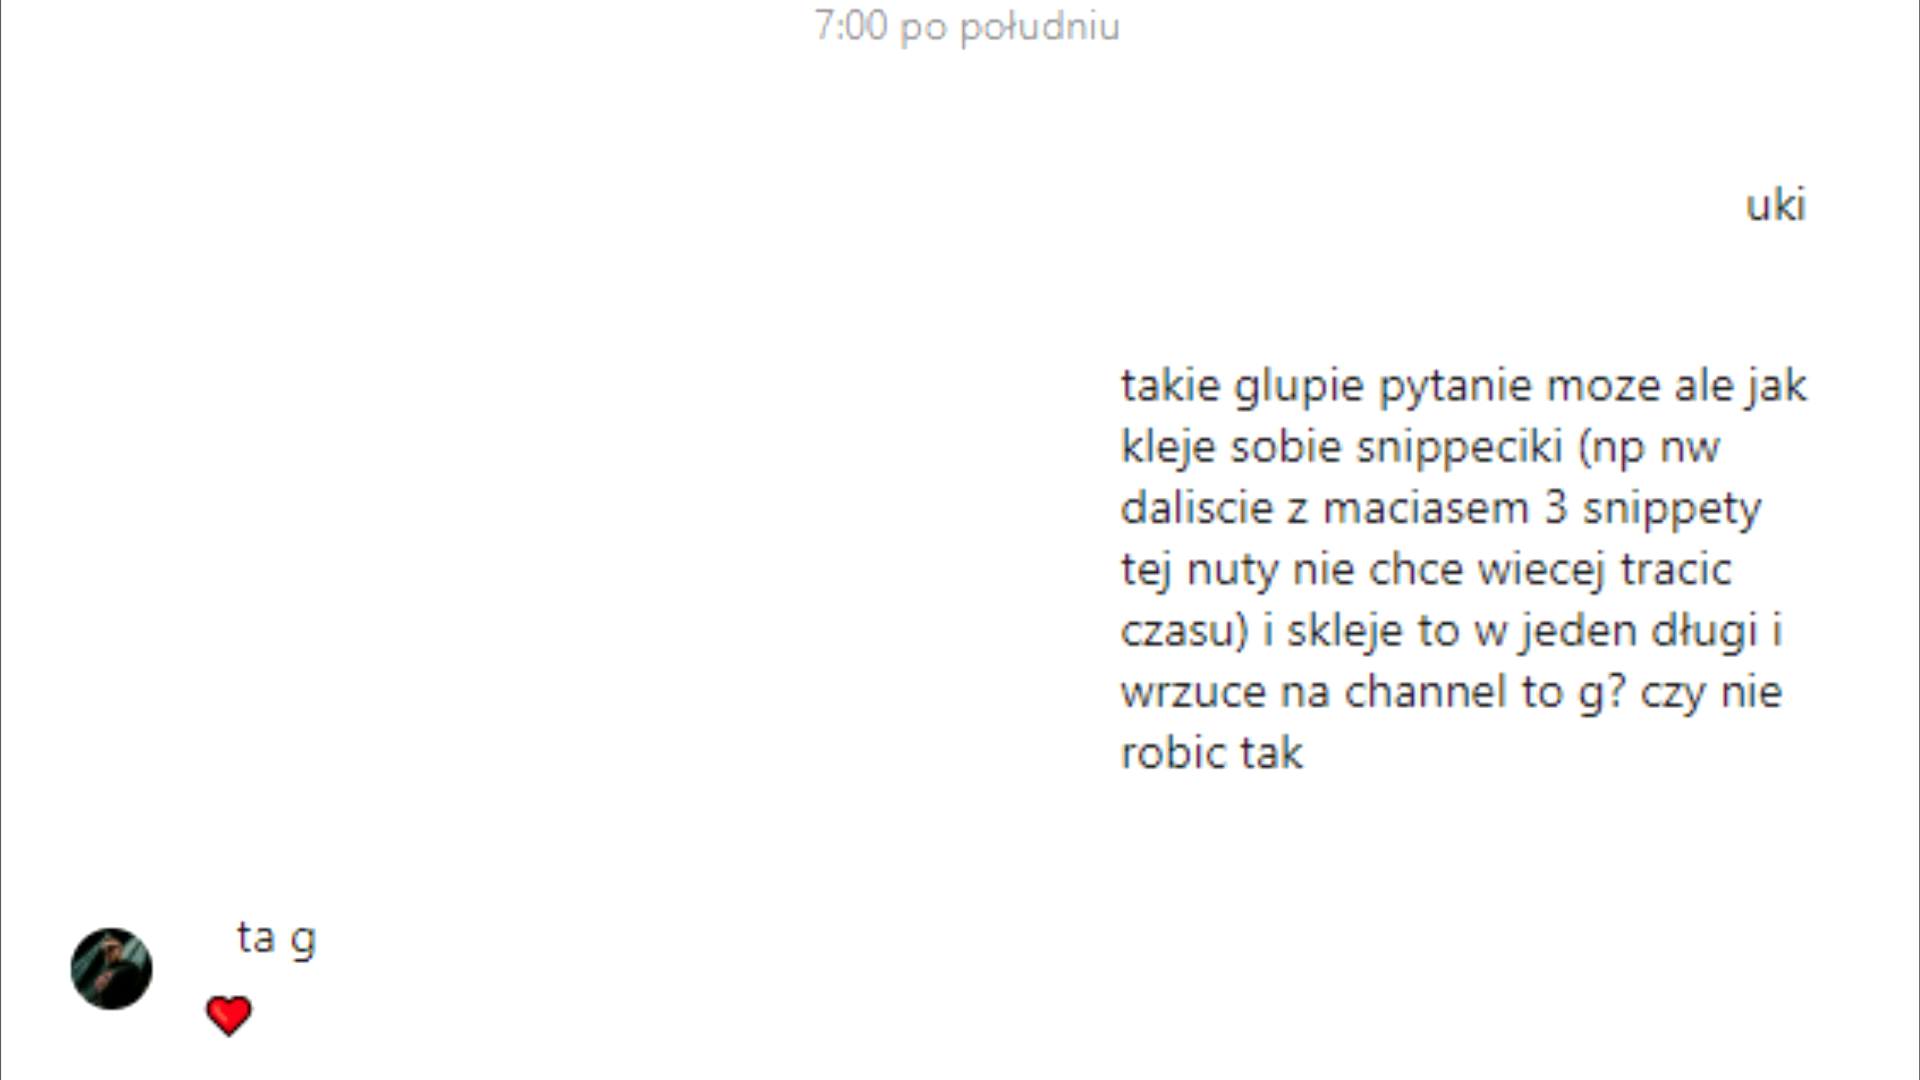 7:00 po południu
uki
takie glupie pytanie moze ale jak
kleje sobie snippeciki (np nw
daliscie z maciasem 3 snippety
tej nuty nie chce wiecej tracic
czasu) i skleje to w jeden długi i
wrzuce na channel to g? czy nie
robic tak
ta g